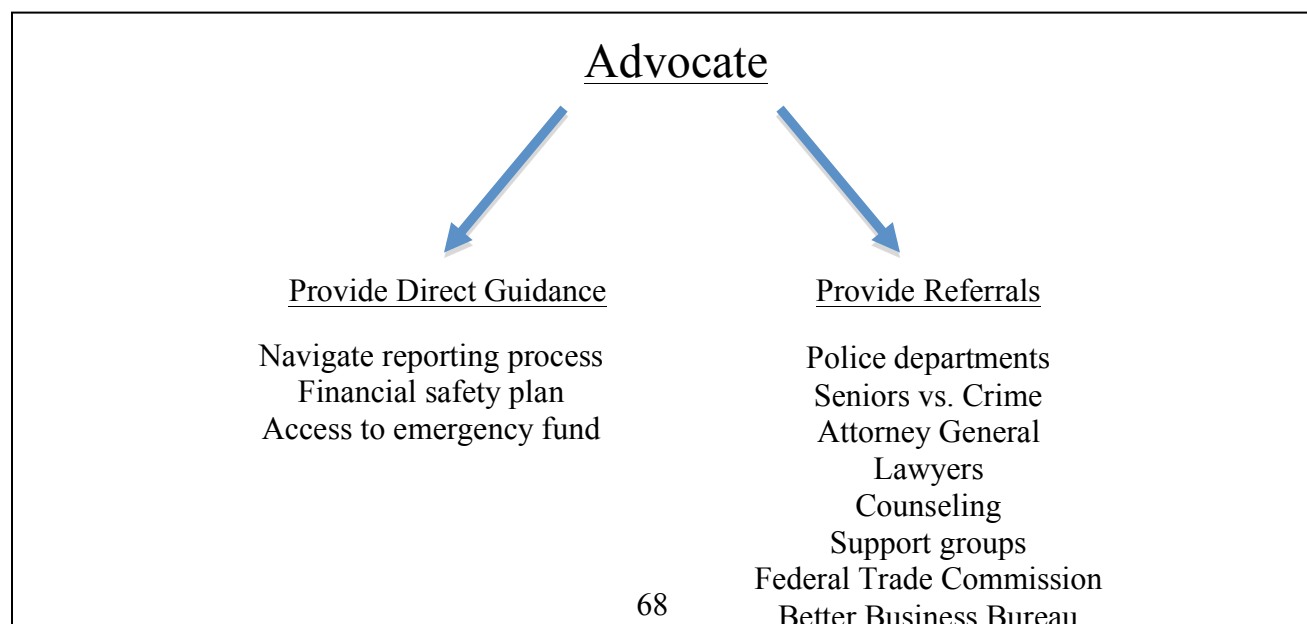 Advocate
Provide Direct Guidance
Navigate reporting process
Financial safety plan
Access to emergency fund
Provide Referrals
Police departments
Seniors vs. Crime
Attorney General
Lawyers
Counseling
Support groups
Federal Trade Commission
Better Business Bureau
68